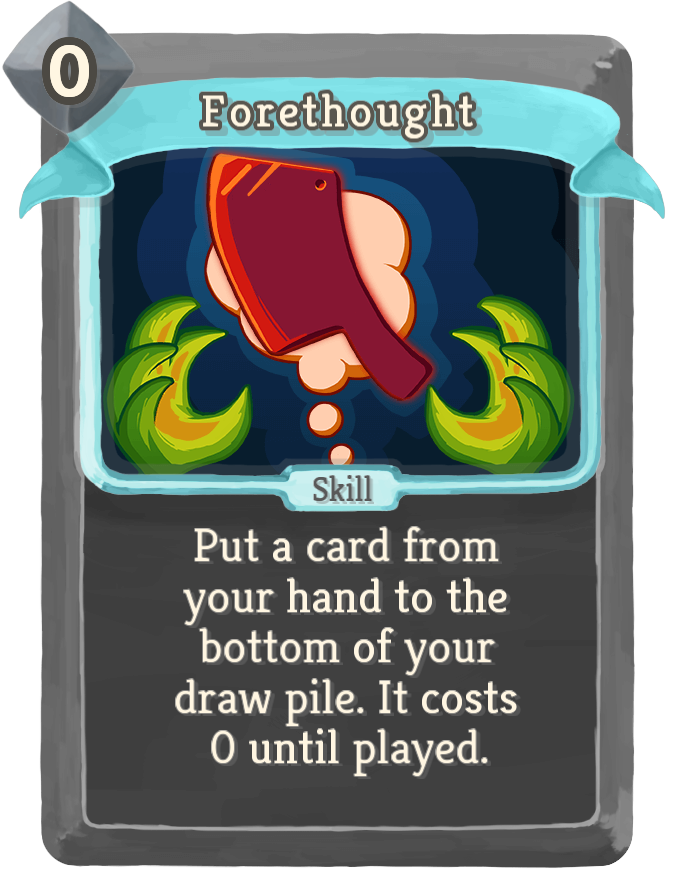 0
Forethought
Skill
Put a card from
your hand to the
bottom of your
draw pile. It costs
0 until played.